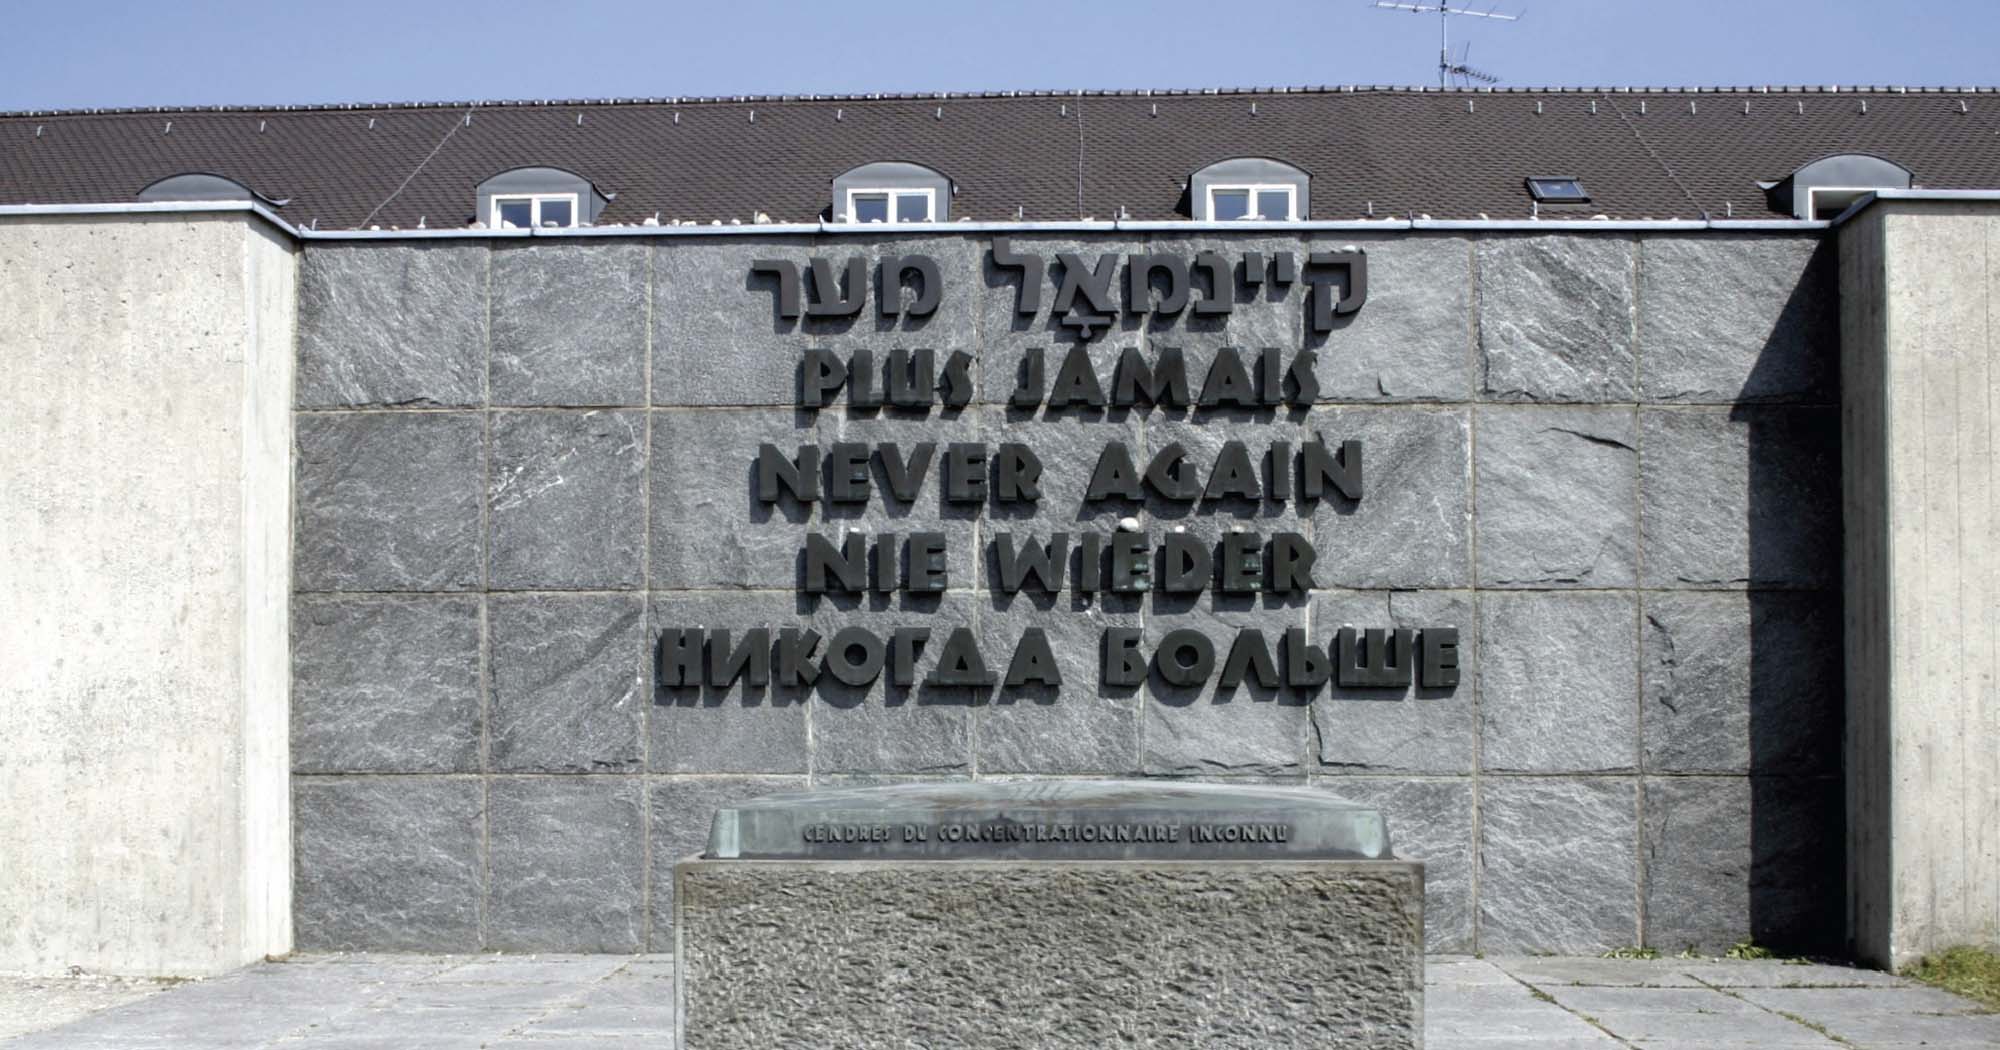 קיינמאָל מער
PLUS JAMAIS
NEVER AGAIN
NIE WIEDER
НИКОГДА БОЛЬШЕ
CENDRES DU CONCENTRATIONNAIRE INCONNU